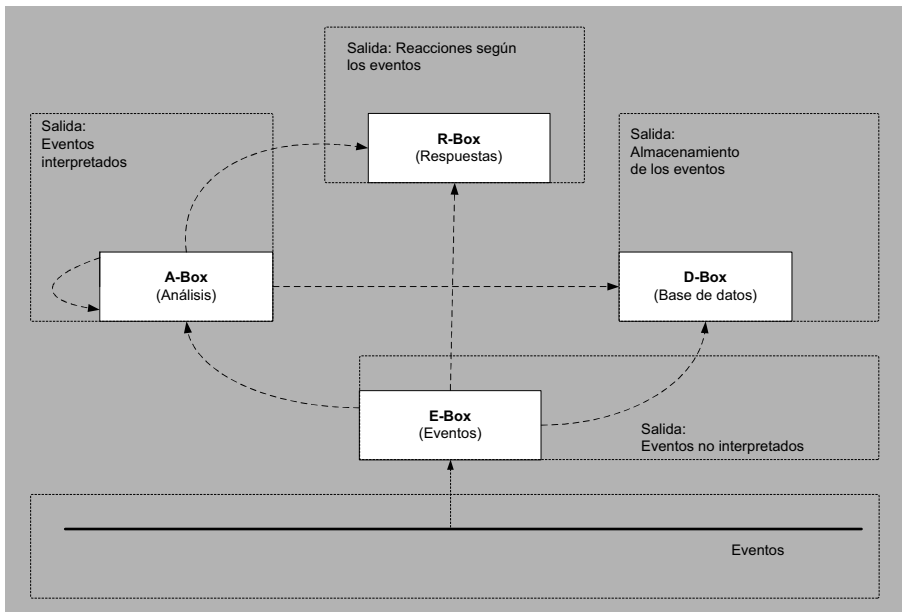 Salida: Reacciones según
los eventos
R-Box
(Respuestas)
Salida:
Eventos
interpretados
Salida:
Almacenamiento
de los eventos
A-Box
(Análisis)
D-Box
(Base de datos)
E-Box
(Eventos)
Salida:
Eventos no interpretados
Eventos